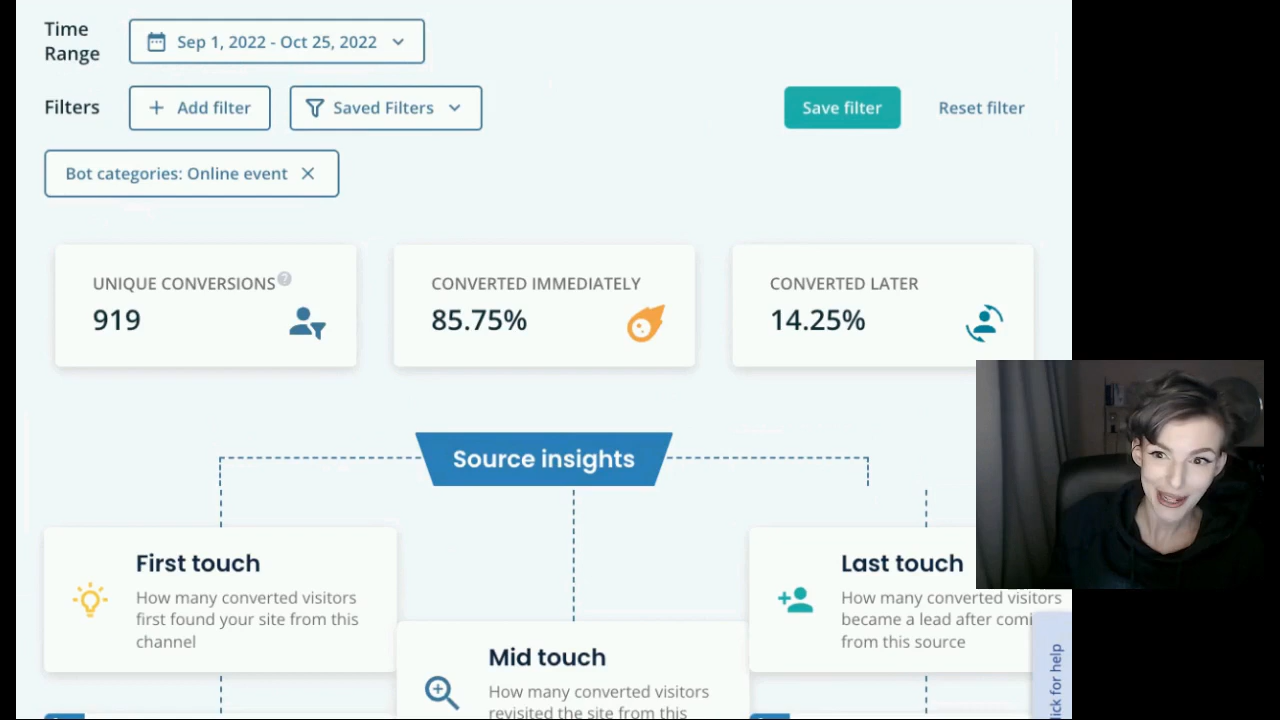 Time
Range
Sep 1, 2022 - Oct 25, 2022
Filters
Add filter
Saved Filters
Save filter
Reset filter
Bot categories: Online event
UNIQUE CONVERSIONS
?
919
CONVERTED IMMEDIATELY
85.75%
CONVERTED LATER
14.25%
Source insights
First touch
How many converted visitors
first found your site from this
channel
Mid touch
How many converted visitors
revisited the site from this
Last touch
How many converted visitors
became a lead after
from this source
for help